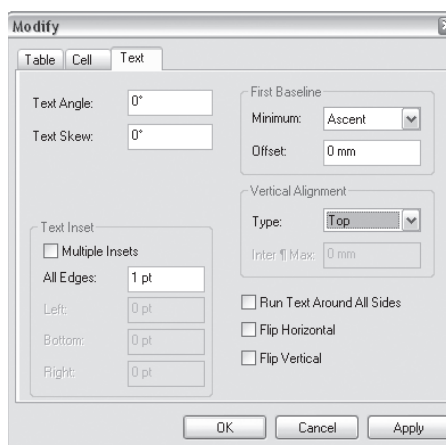 Modify
Table Cell Text
Text Angle: 0°
Text Skew: 0°
Text Inset
Multiple Insets
All Edges: 1 pt
Left: 0 pt
Bottom: 0 pt
Right: 0 pt
First Baseline
Minimum: Ascent
Offset: 0 mm
Vertical Alignment
Type: Top
Inter ¶ Max: 0 mm
Run Text Around All Sides
Flip Horizontal
Flip Vertical
OK Cancel Apply